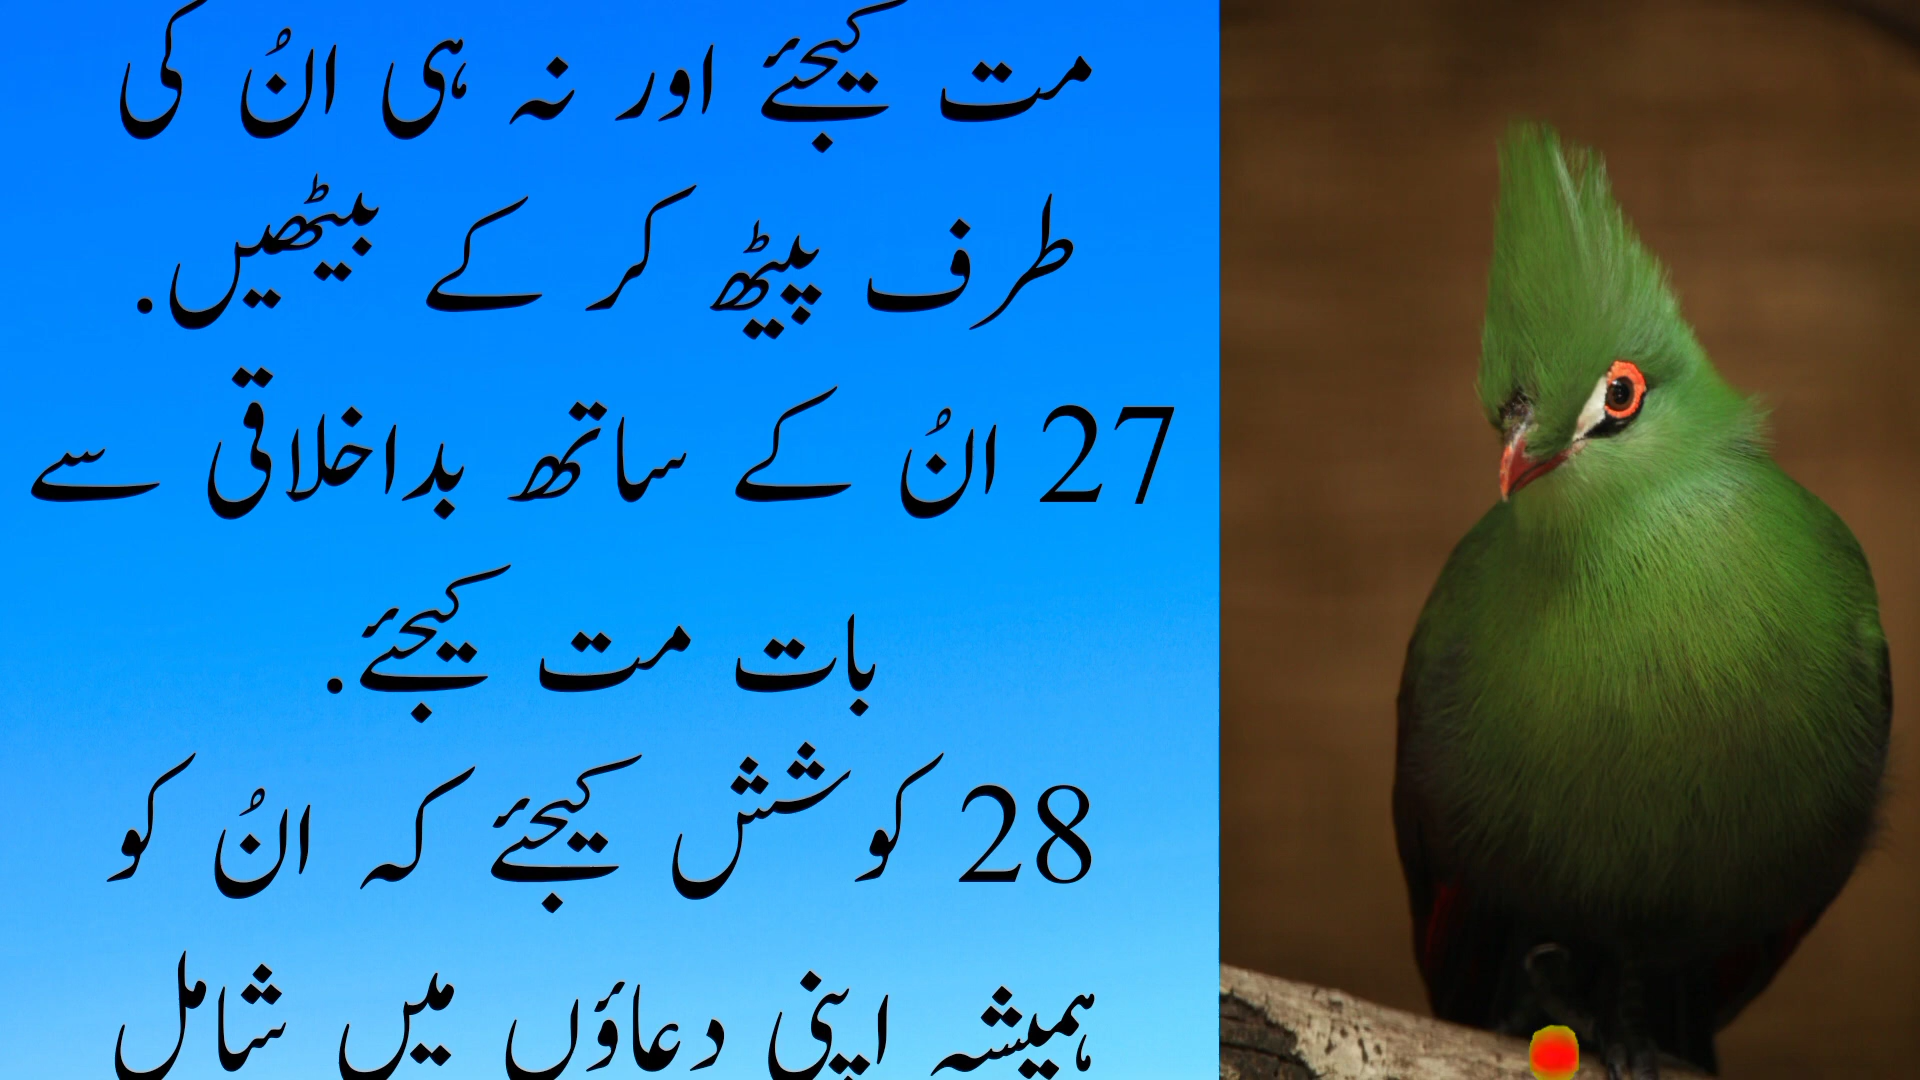 مت کیجئے اور نہ ہی انُ کی
طرف پیٹھ کر کے بیٹھیں.
27 انُ کے ساتھ بداخلاقی سے
بات مت کیجئے.
28 کوشش کیجئے کہ انُ کو
ہمیشہ اپنی دعاؤں میں شامل